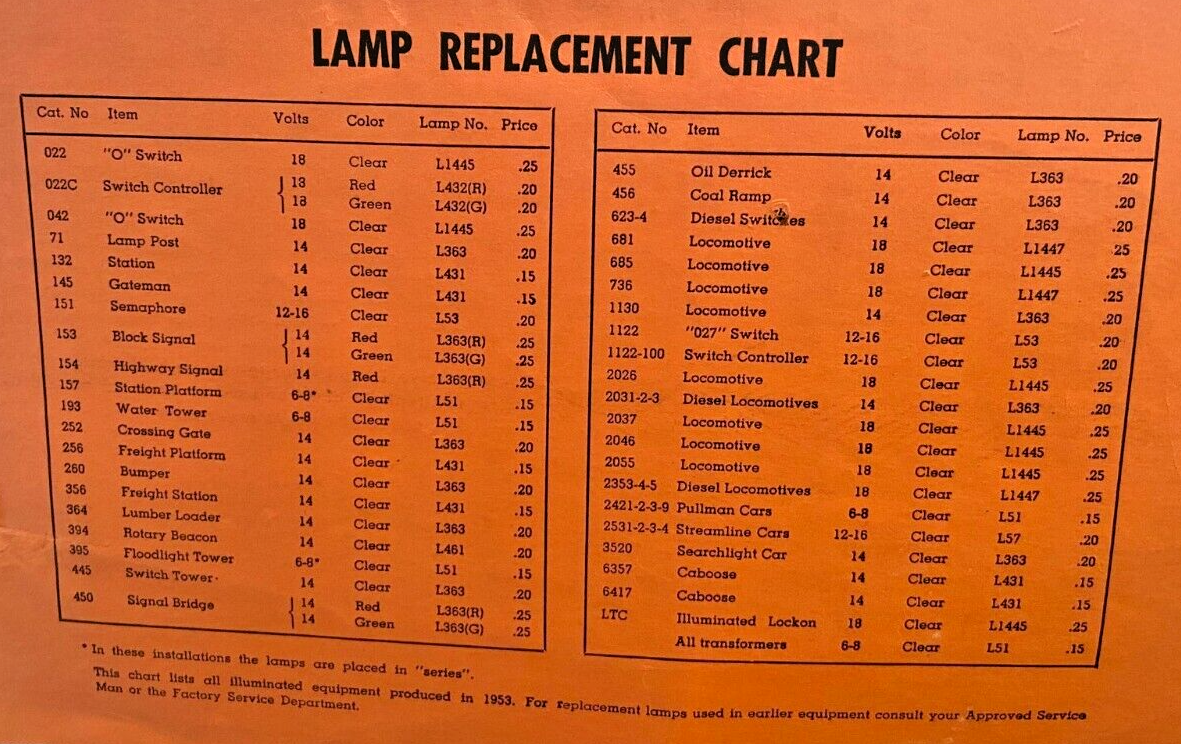 LAMP REPLACEMENT CHART
Cat. No Item Volts Color Lamp No. Price
022 "O" Switch 18 Clear L1445 .25
022C Switch Controller { 18 Red L432(R) .20
18 Green L432(G) .20
042 "O" Switch 18 Clear L1445 .25
71 Lamp Post 14 Clear L363 .20
132 Station 14 Clear L431 .15
145 Gateman 14 Clear L431 .15
151 Semaphore 12-16 Clear L53 .20
153 Block Signal { 14 Red L363(R) .25
14 Green L363(G) .25
154 Highway Signal 14 Red L363(R) .25
157 Station Platform 6-8* Clear L51 .15
193 Water Tower 6-8 Clear L51 .15
252 Crossing Gate 14 Clear L363 .20
256 Freight Platform 14 Clear L431 .15
260 Bumper 14 Clear L363 .20
356 Freight Station 14 Clear L431 .15
364 Lumber Loader 14 Clear L363 .20
394 Rotary Beacon 14 Clear L461 .20
395 Floodlight Tower 6-8* Clear L51 .15
445 Switch Tower 14 Clear L363 .20
450 Signal Bridge { 14 Red L363(R) .25
14 Green L363(G) .25
Cat. No Item Volts Color Lamp No. Price
455 Oil Derrick 14 Clear L363 .20
456 Coal Ramp 14 Clear L363 .20
623-4 Diesel Switches 14 Clear L363 .20
681 Locomotive 18 Clear L1447 25
685 Locomotive 18 Clear L1445 .25
736 Locomotive 18 Clear L1447 .25
1130 Locomotive 14 Clear L363 .20
1122 "027" Switch 12-16 Clear L53 .20
1122-100 Switch Controller 12-16 Clear L53 .20
2026 Locomotive 18 Clear L1445 .25
2031-2-3 Diesel Locomotives 14 Clear L363 .20
2037 Locomotive 18 Clear L1445 .25
2046 Locomotive 18 Clear L1445 .25
2055 Locomotive 18 Clear L1445 .25
2353-4-5 Diesel Locomotives 18 Clear L1447 .25
2421-2-3-9 Pullman Cars 6-8 Clear L51 .15
2531-2-3-4 Streamline Cars 12-16 Clear L57 .20
3520 Searchlight Car 14 Clear L363 .20
6357 Caboose 14 Clear L431 .15
6417 Caboose 14 Clear L431 .15
LTC Illuminated Lockon 18 Clear L1445 .25
All transformers 6-8 Clear L51 .15
* In these installations the lamps are placed in "series".
This chart lists all illuminated equipment produced in 1953. For replacement lamps used in earlier equipment consult your Approved Service
Man or the Factory Service Department.